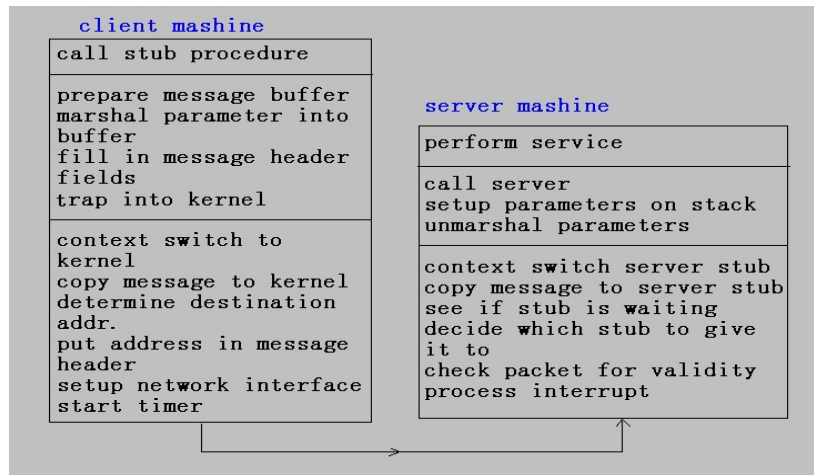 client mashine
call stub procedure
prepare message buffer
marshal parameter into
buffer
fill in message header
fields
trap into kernel
context switch to
kernel
copy message to kernel
determine destination
addr.
put address in message
header
setup network interface
start timer
server mashine
perform service
call server
setup parameters on stack
unmarshal parameters
context switch server stub
copy message to server stub
see if stub is waiting
decide which stub to give
it to
check packet for validity
process interrupt